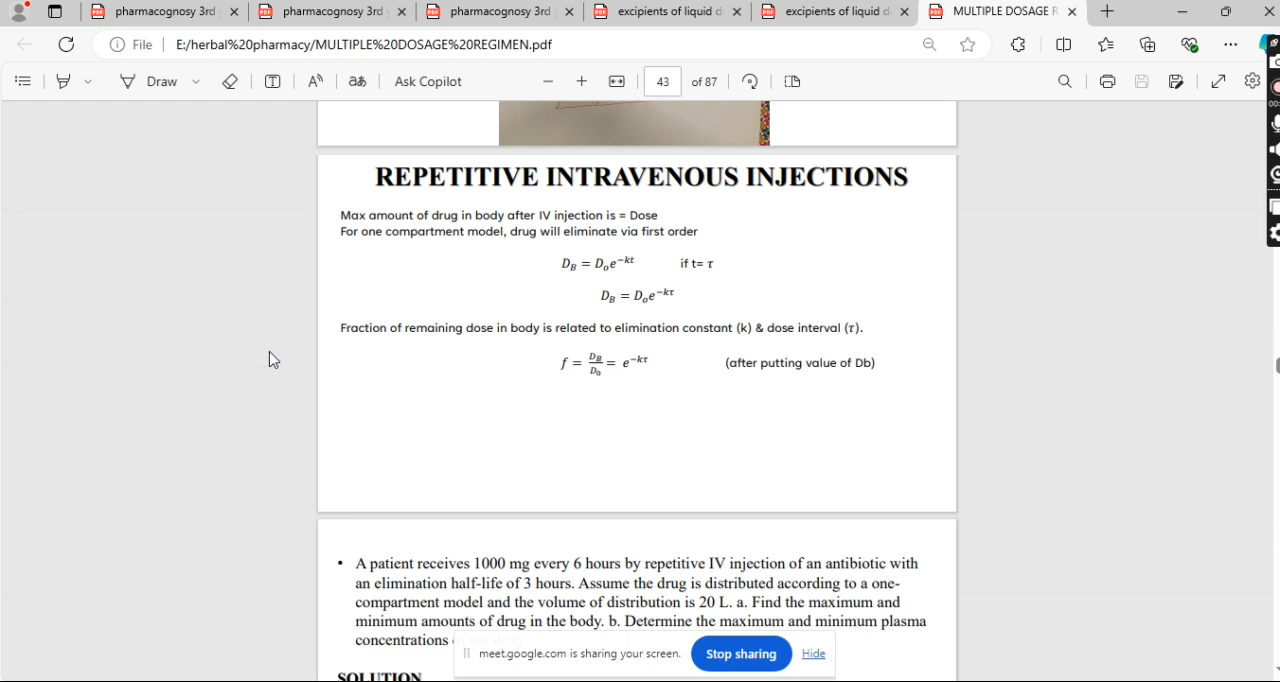 pharmacognosy 3rd
pharmacognosy 3rd
pharmacognosy 3rd
excipients of liquid d
excipients of liquid d
MULTIPLE DOSAGE R
File
E:/herbal%20pharmacy/MULTIPLE%20DOSAGE%20REGIMEN.pdf
Draw
Ask Copilot
43
of 87
REPETITIVE INTRAVENOUS INJECTIONS
Max amount of drug in body after IV injection is = Dose
For one compartment model, drug will eliminate via first order
D_B = D_o e^{-kt} if t= τ
D_B = D_o e^{-kτ}
Fraction of remaining dose in body is related to elimination constant (k) & dose interval (τ).
f = D_B/D_o = e^{-kτ} (after putting value of Db)
• A patient receives 1000 mg every 6 hours by repetitive IV injection of an antibiotic with
an elimination half-life of 3 hours. Assume the drug is distributed according to a one-
compartment model and the volume of distribution is 20 L. a. Find the maximum and
minimum amounts of drug in the body. b. Determine the maximum and minimum plasma
concentrations
meet.google.com is sharing your screen.
Stop sharing
Hide
SOLUTION